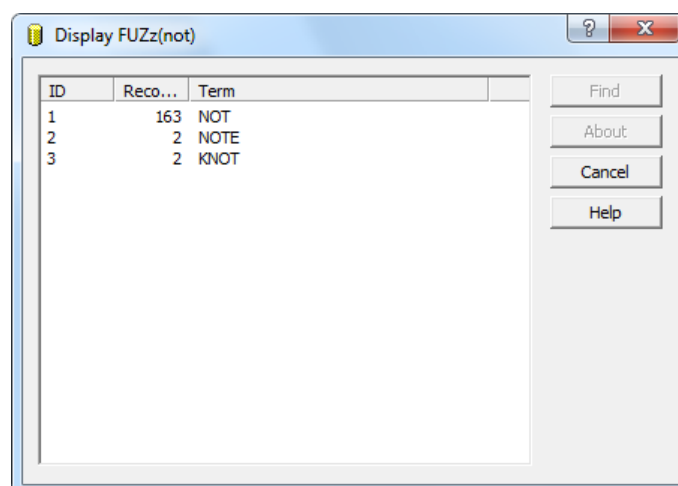 Display FUZz(not)
?
ID Reco... Term
1 163 NOT
2 2 NOTE
3 2 KNOT
Find
About
Cancel
Help